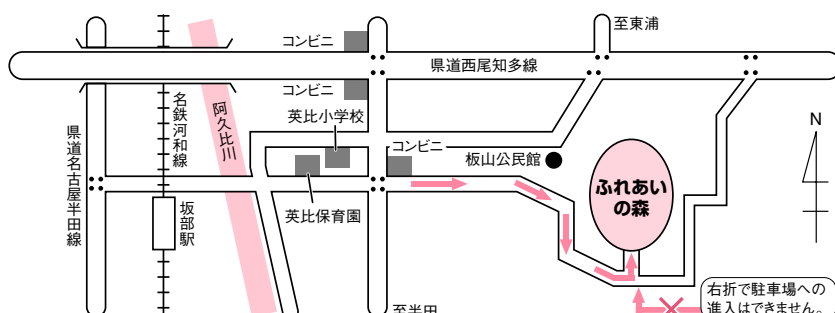 至東浦
コンビニ
県道西尾知多線
コンビニ
名鉄河和線
阿久比川
英比小学校
コンビニ
板山公民館
N
県道名古屋半田線
坂部駅
英比保育園
ふれあい
の森
至半田
右折で駐車場への
進入はできません。